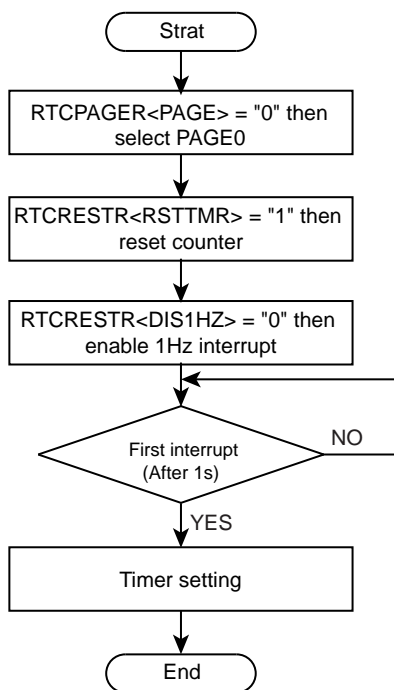 Strat
RTCPAGER<PAGE> = "0" then
select PAGE0
RTCRESTR<RSTTMR> = "1" then
reset counter
RTCRESTR<DIS1HZ> = "0" then
enable 1Hz interrupt
First interrupt
(After 1s)
NO
YES
Timer setting
End